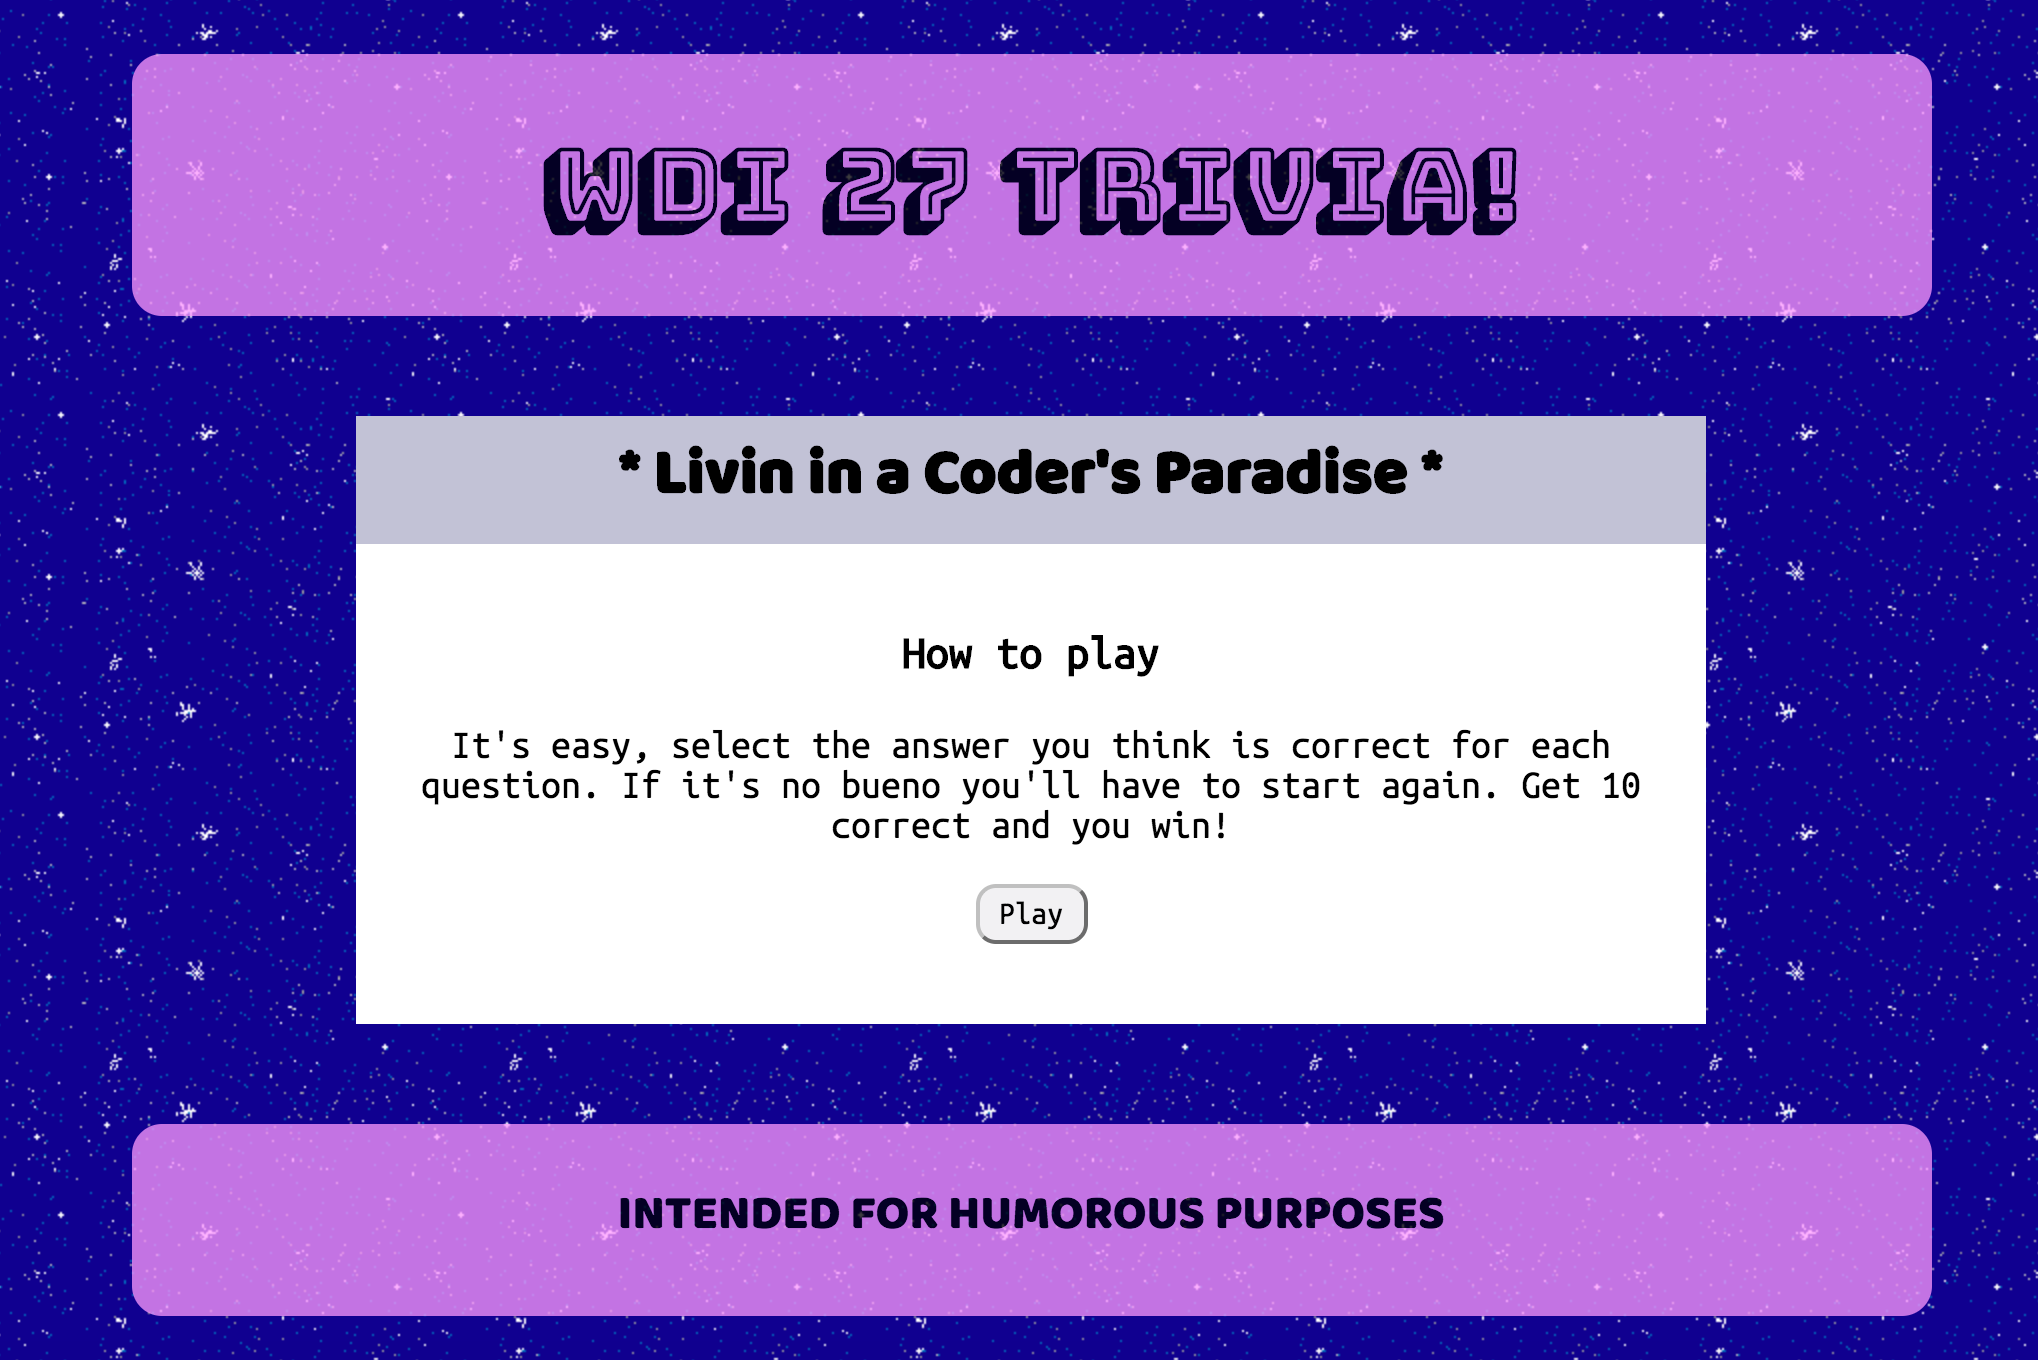 WDI 27 TRIVIA!
* Livin in a Coder's Paradise *
How to play
It's easy, select the answer you think is correct for each
question. If it's no bueno you'll have to start again. Get 10
correct and you win!
Play
INTENDED FOR HUMOROUS PURPOSES